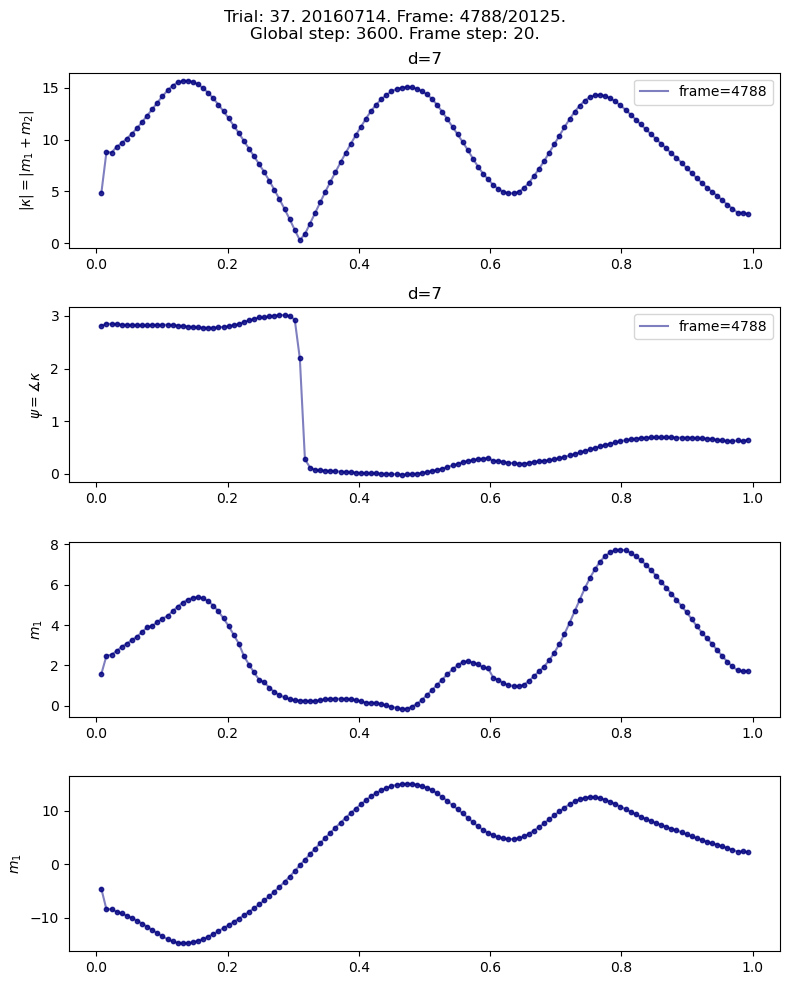 Trial: 37. 20160714. Frame: 4788/20125.
Global step: 3600. Frame step: 20.
d=7
|κ| = |m₁ + m₂|
15
10
5
0
frame=4788
0.0 0.2 0.4 0.6 0.8 1.0
d=7
ψ = ∡κ
3
2
1
0
frame=4788
0.0 0.2 0.4 0.6 0.8 1.0
m₁
8
6
4
2
0
0.0 0.2 0.4 0.6 0.8 1.0
m₁
10
0
−10
0.0 0.2 0.4 0.6 0.8 1.0